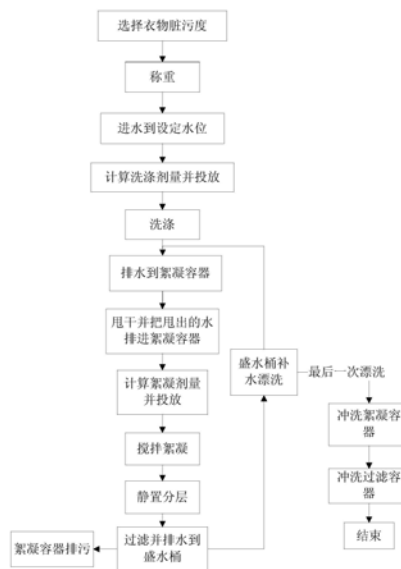 选择衣物脏污度
称重
进水到设定水位
计算洗涤剂量并投放
洗涤
排水到絮凝容器
甩干并把甩出的水
排进絮凝容器
计算絮凝剂量
并投放
搅拌絮凝
静置分层
过滤并排水到
盛水桶
絮凝容器排污
盛水桶补
水漂洗
最后一次漂洗
冲洗絮凝容
器
冲洗过滤容
器
结束